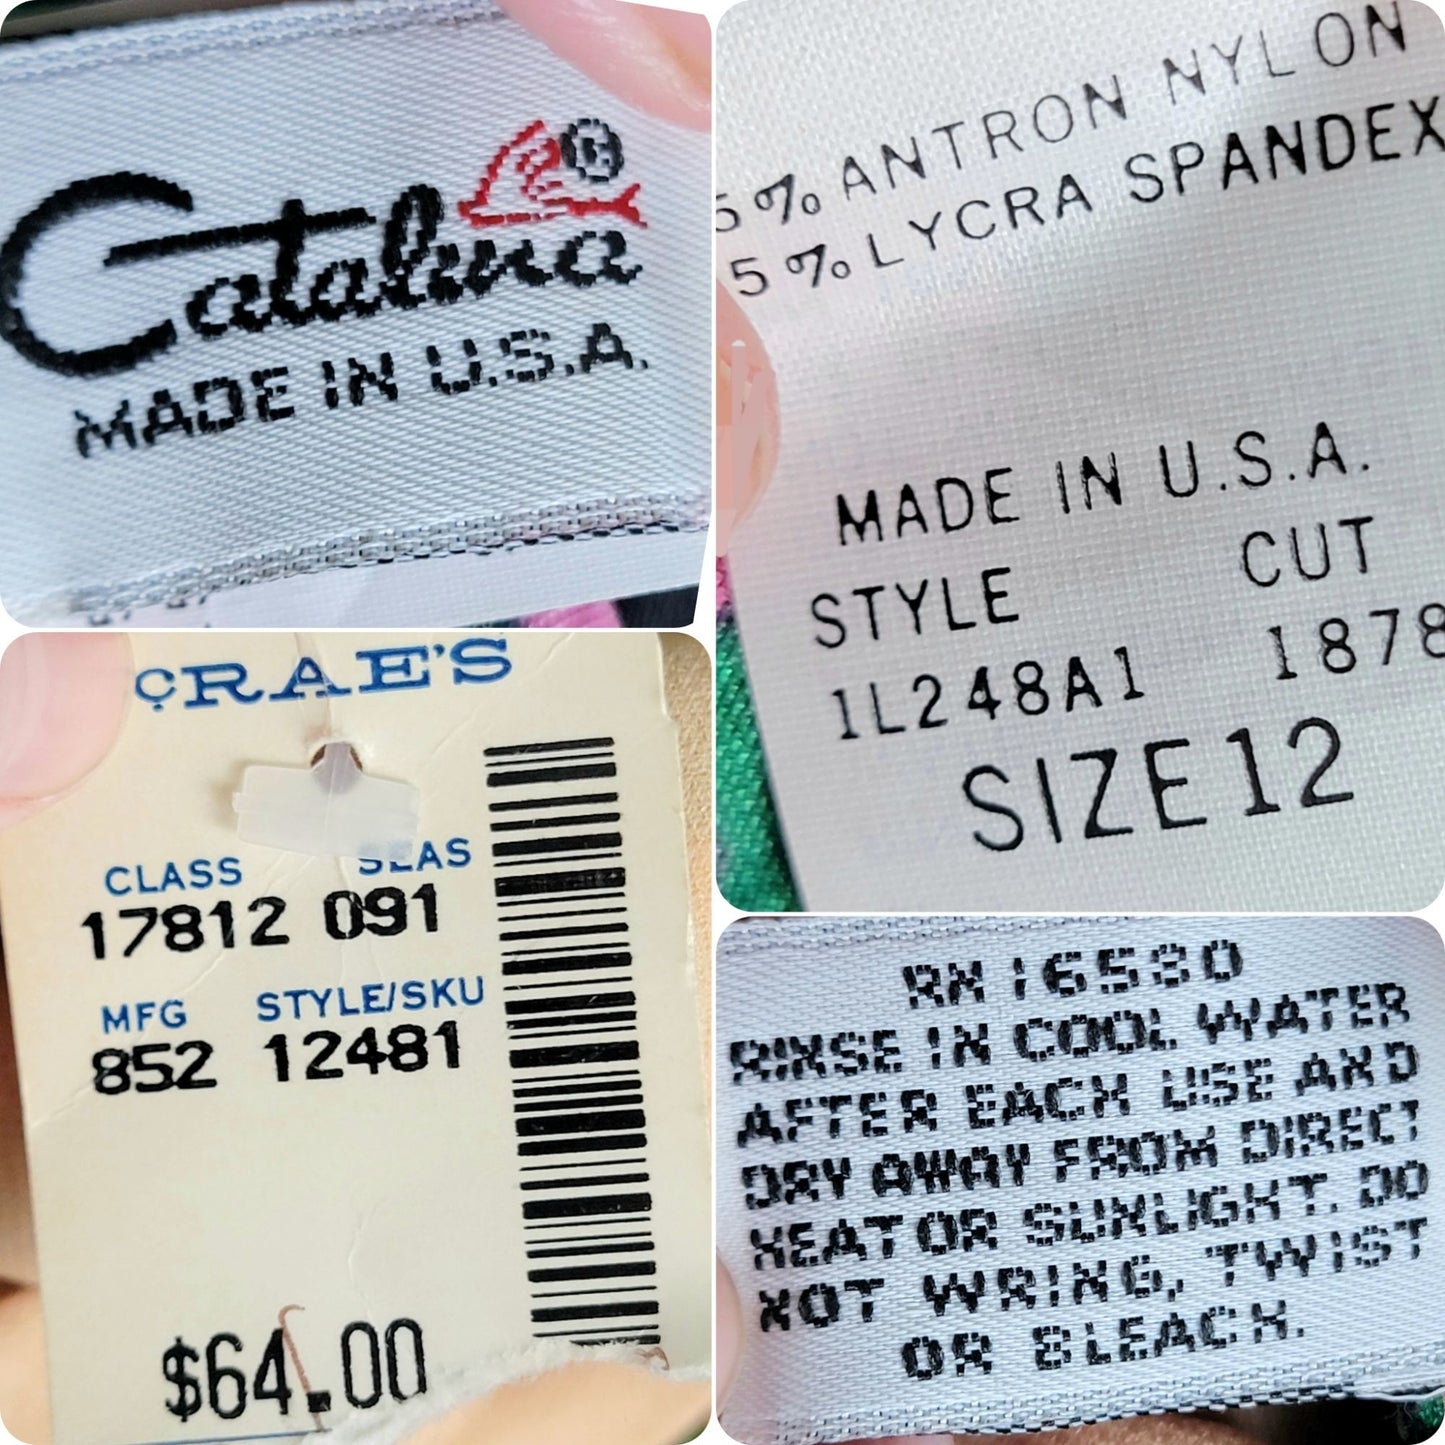 Catalina
MADE IN U.S.A.
5% ANTRON NYLON
5% LYCRA SPANDEX
MADE IN U.S.A.
STYLE CUT
1L248A1 1878
SIZE 12
CRAE'S
CLASS SEAS
17812 091
MFG STYLE/SKU
852 12481
$64.00
RN 16530
RINSE IN COOL WATER
AFTER EACH USE AND
DRY AWAY FROM DIRECT
HEAT OR SUNLIGHT. DO
NOT WRING, TWIST
OR BLEACH.